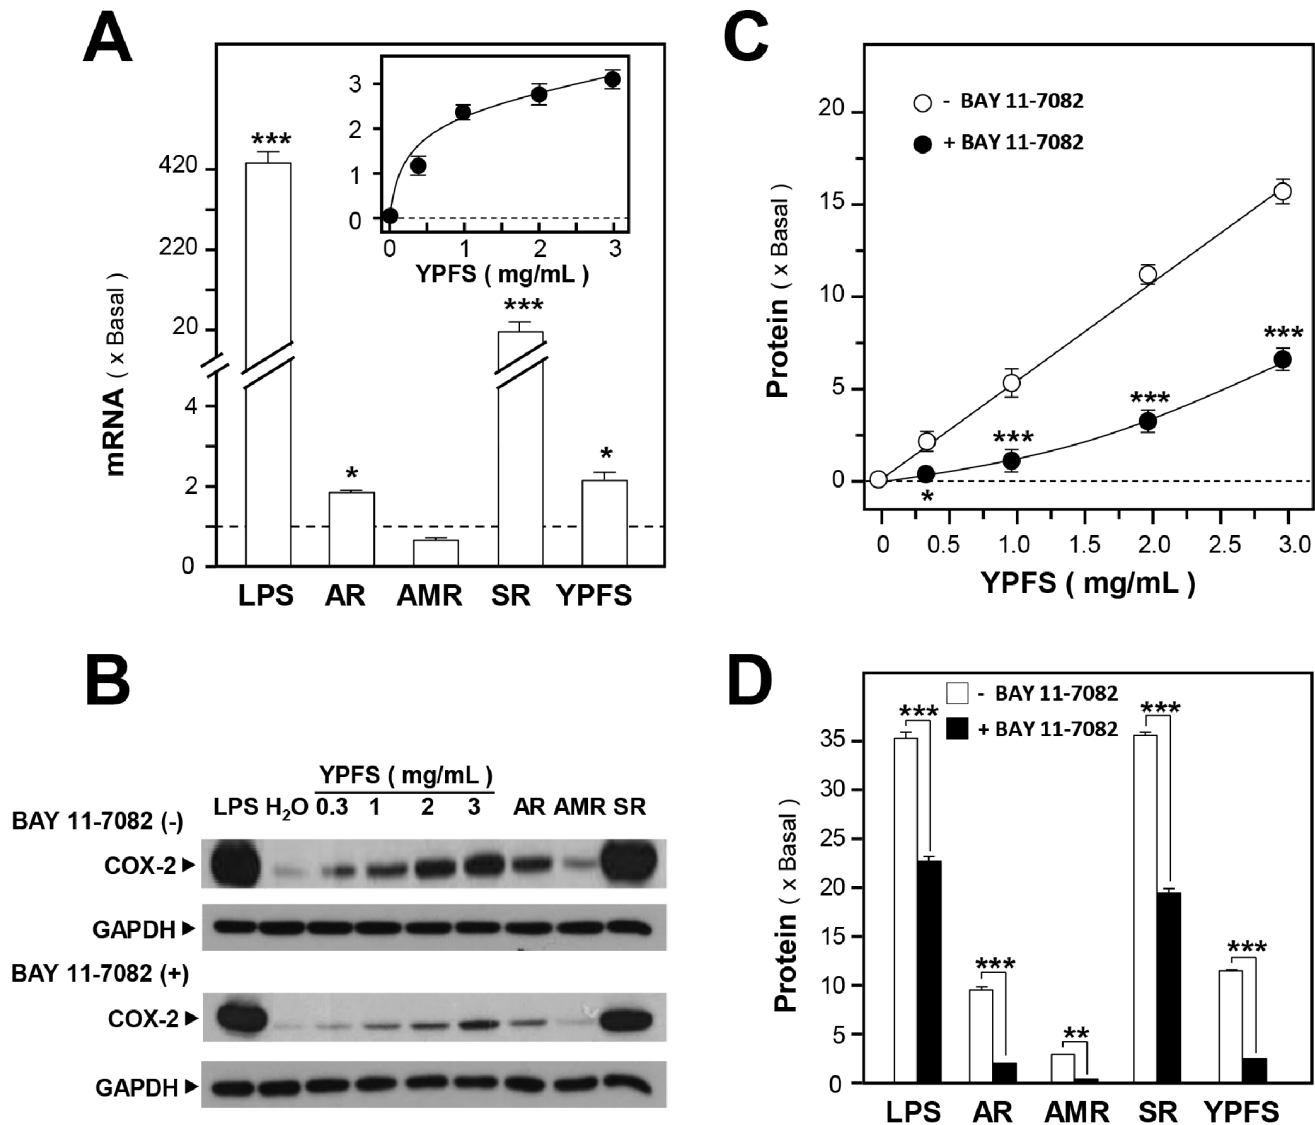 A
mRNA ( x Basal )
420
220
20
4
2
0
***
*
***
*
LPS AR AMR SR YPFS
3
2
1
0
0 1 2 3
YPFS ( mg/mL )
C
Protein ( x Basal )
20
15
10
5
0
- BAY 11-7082
+ BAY 11-7082
*
***
***
***
0 0.5 1.0 1.5 2.0 2.5 3.0
YPFS ( mg/mL )
B
YPFS ( mg/mL )
LPS H₂O 0.3 1 2 3 AR AMR SR
BAY 11-7082 (-)
COX-2
GAPDH
BAY 11-7082 (+)
COX-2
GAPDH
D
Protein ( x Basal )
35
30
25
20
15
10
5
0
- BAY 11-7082
+ BAY 11-7082
***
***
**
***
***
LPS AR AMR SR YPFS